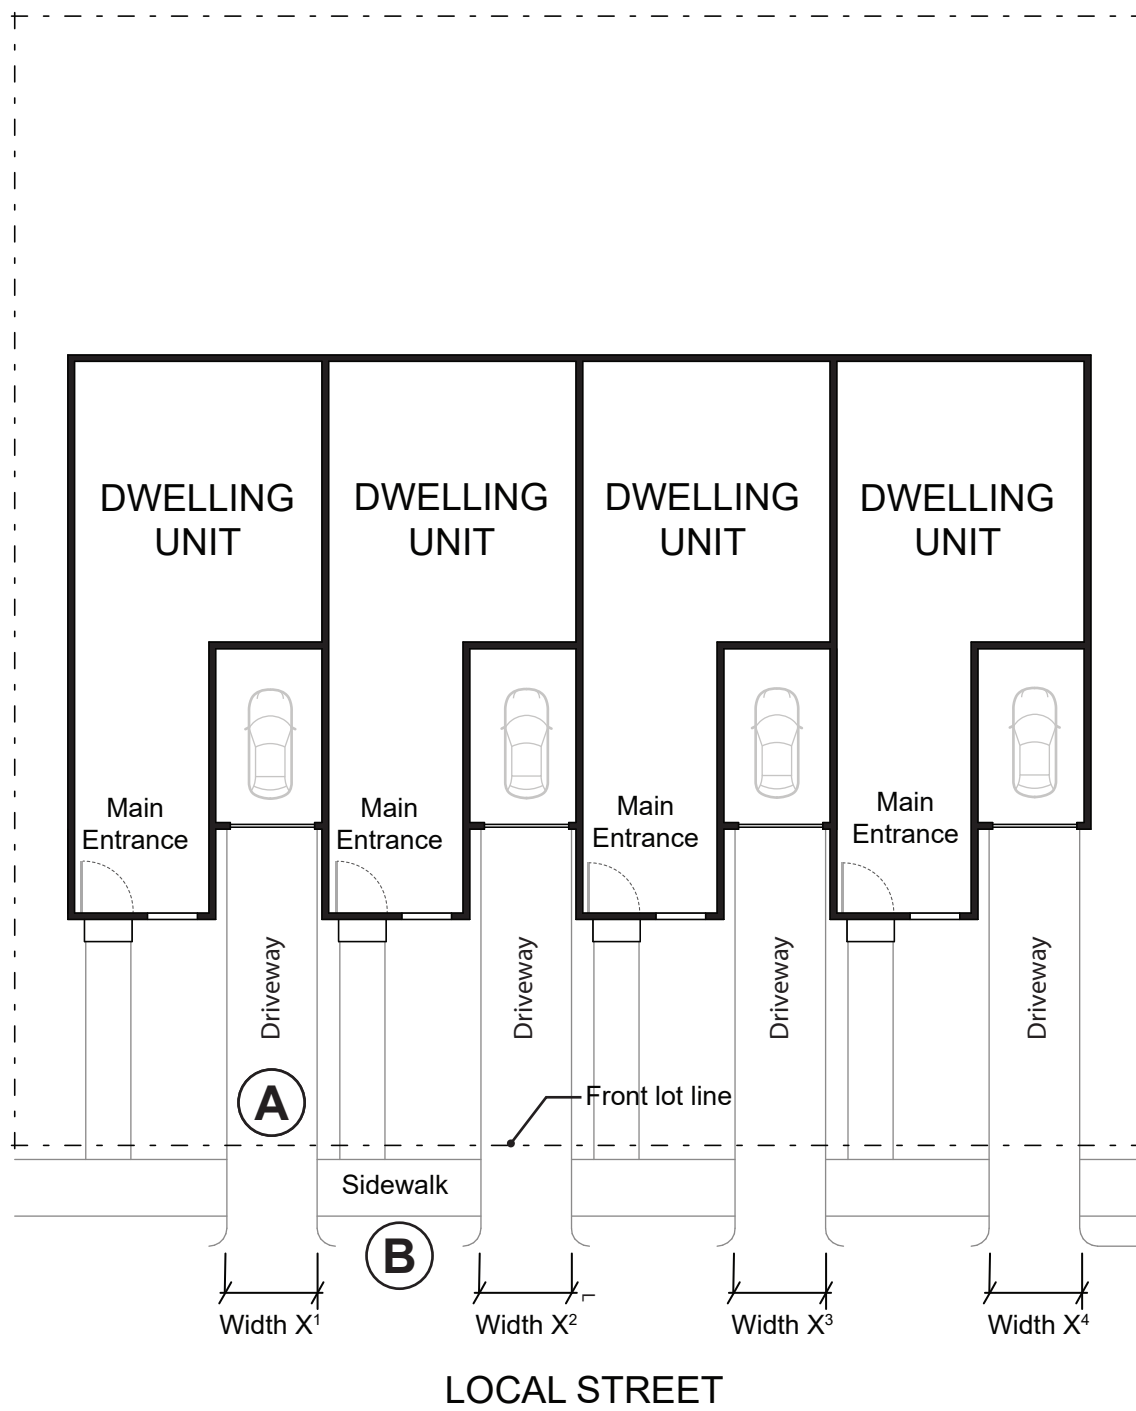 DWELLING
UNIT
DWELLING
UNIT
DWELLING
UNIT
DWELLING
UNIT
Main
Entrance
Main
Entrance
Main
Entrance
Main
Entrance
Driveway
Driveway
Driveway
Driveway
A
Front lot line
Sidewalk
B
Width X¹
Width X²
Width X³
Width X⁴
LOCAL STREET